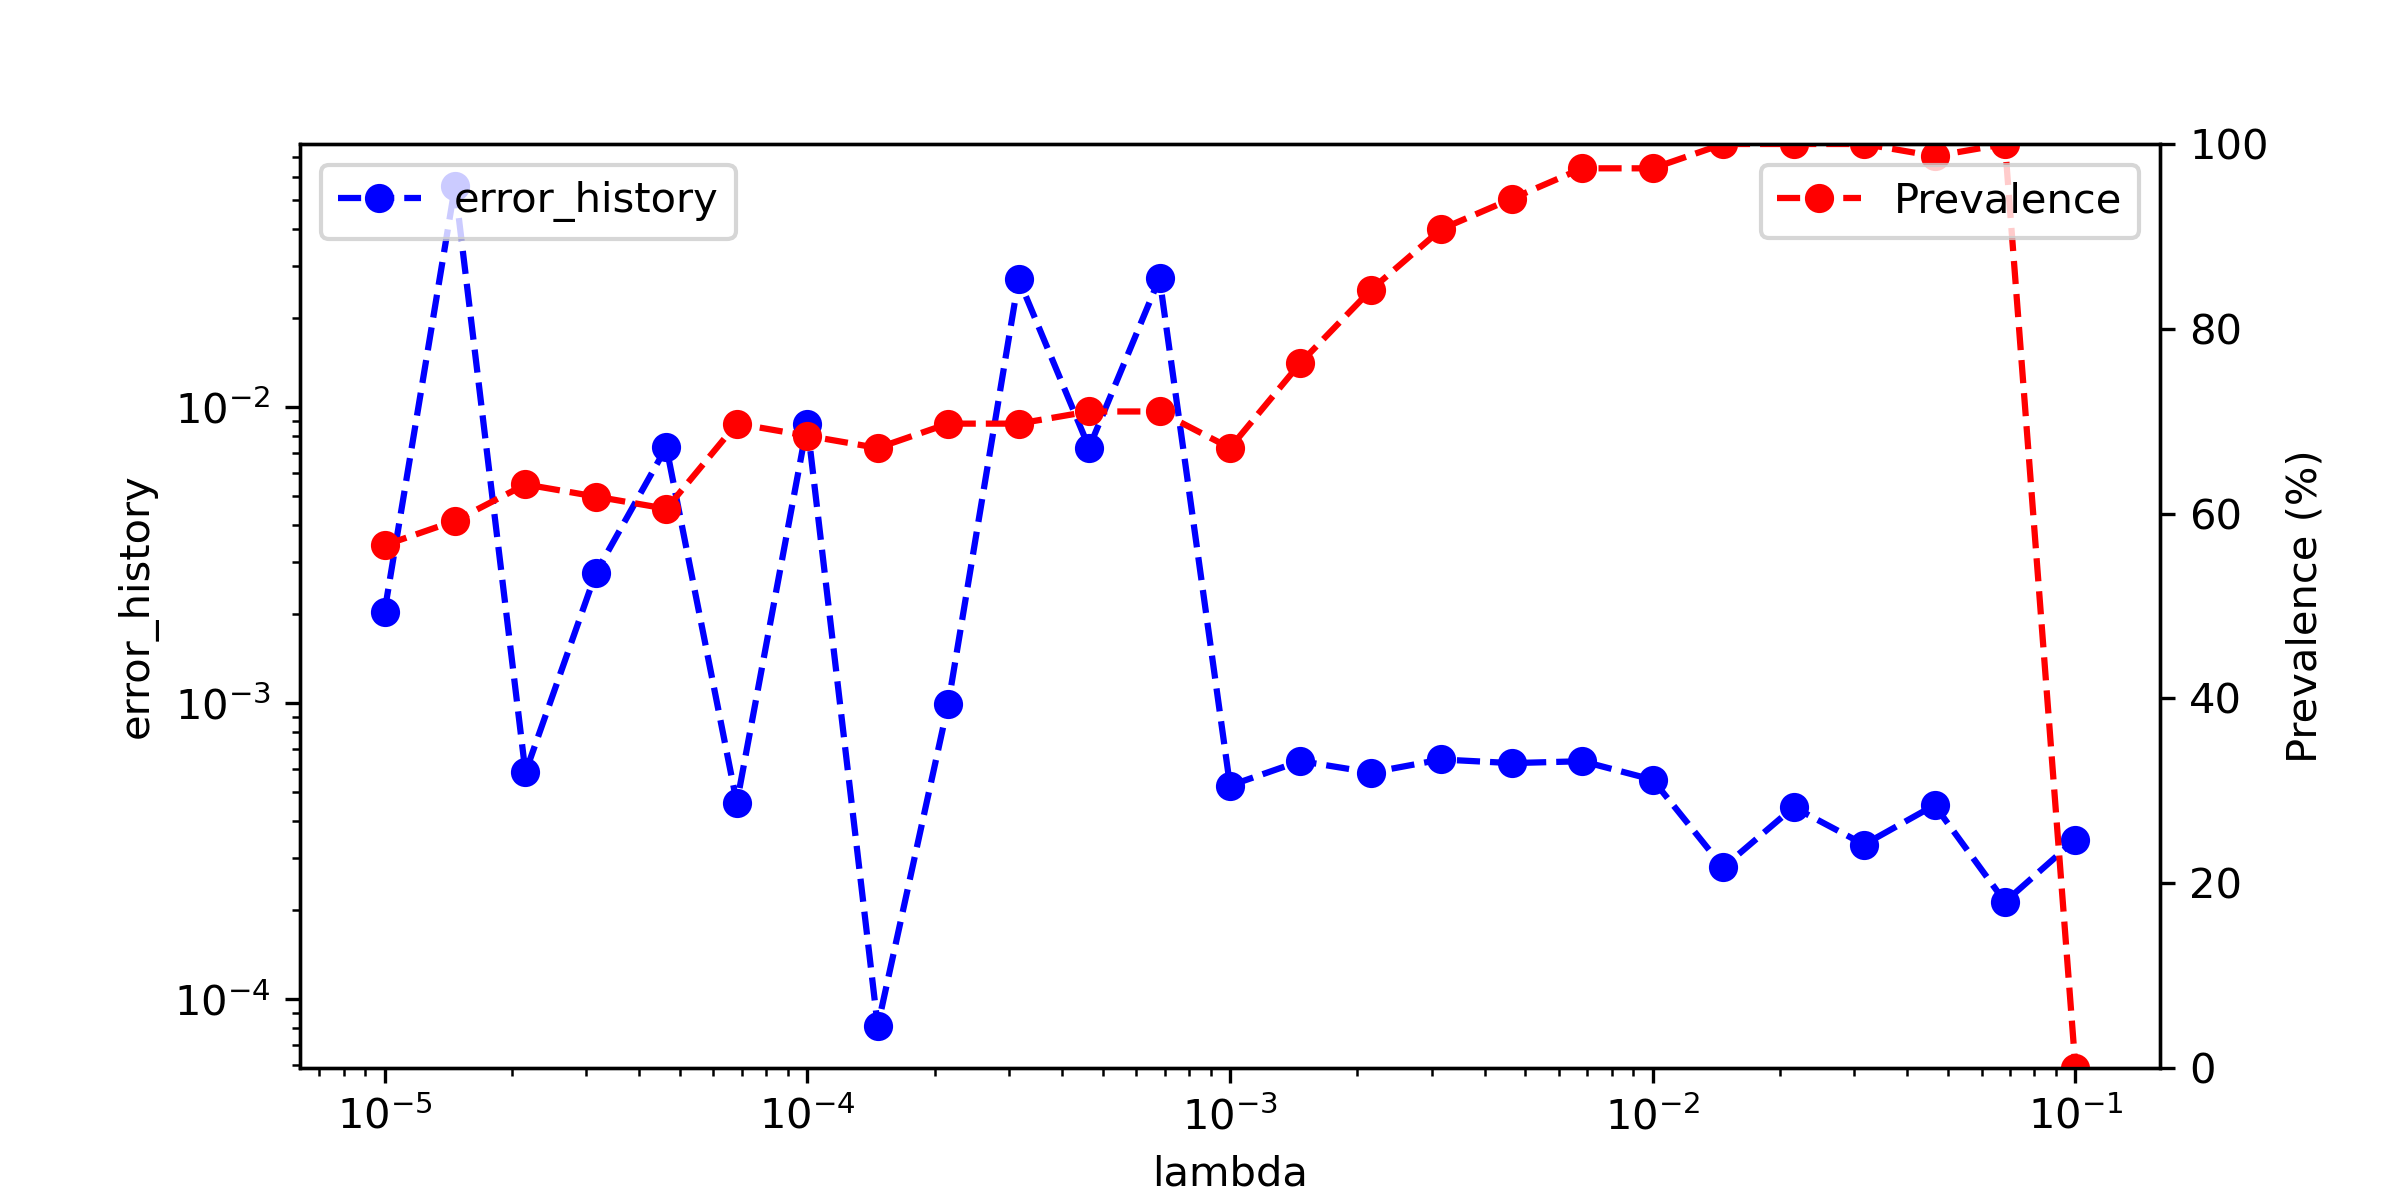 error_history
Prevalence
10⁻²
10⁻³
10⁻⁴
error_history
100
80
60
40
20
0
Prevalence (%)
10⁻⁵
10⁻⁴
10⁻³
10⁻²
10⁻¹
lambda